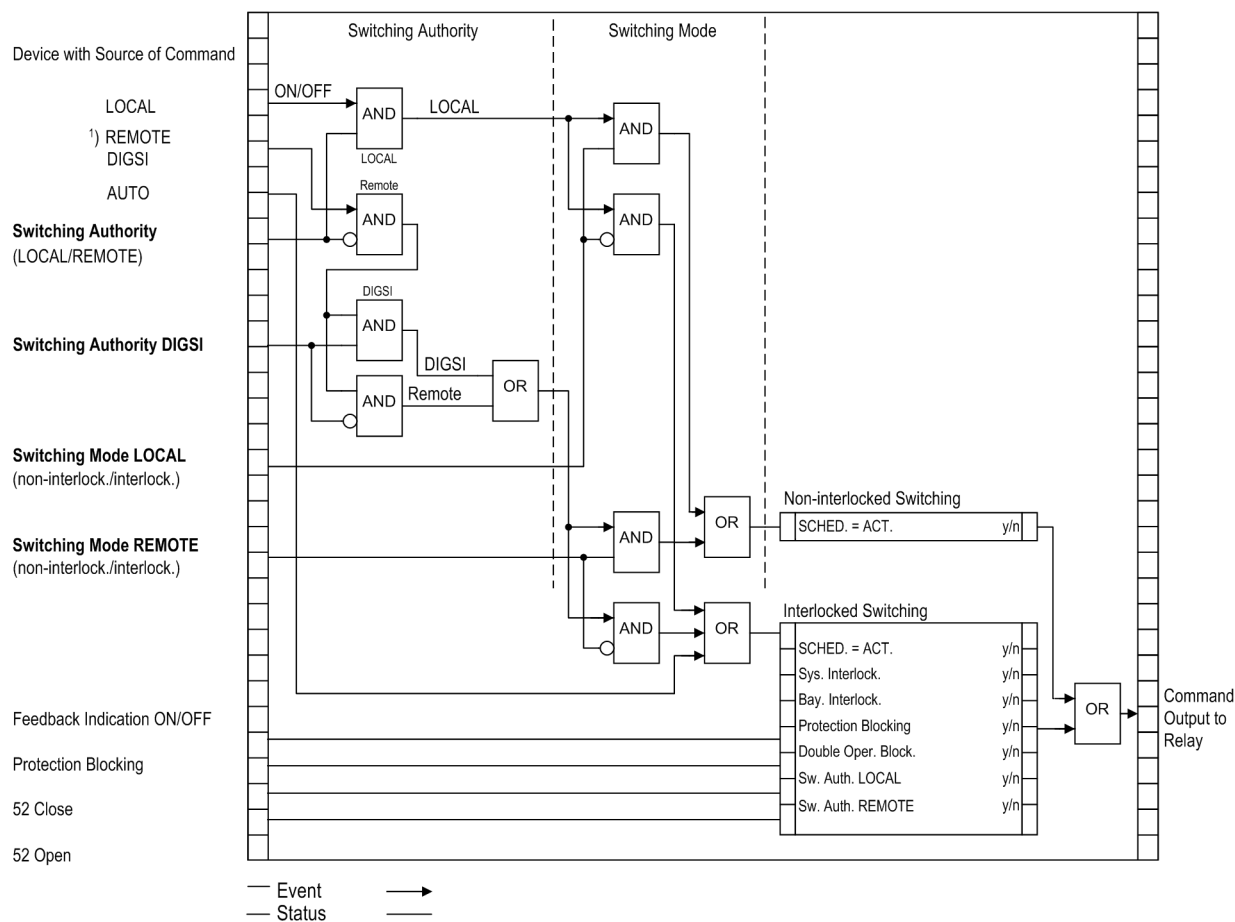 Switching Authority
Switching Mode
Device with Source of Command
ON/OFF
LOCAL
¹) REMOTE
DIGSI
AUTO
Switching Authority
(LOCAL/REMOTE)
Switching Authority DIGSI
Switching Mode LOCAL
(non-interlock./interlock.)
Switching Mode REMOTE
(non-interlock./interlock.)
Feedback Indication ON/OFF
Protection Blocking
52 Close
52 Open
AND
LOCAL
LOCAL
Remote
AND
DIGSI
AND
DIGSI
AND
Remote
OR
AND
AND
AND
OR
AND
OR
Non-interlocked Switching
SCHED. = ACT. y/n
Interlocked Switching
SCHED. = ACT. y/n
Sys. Interlock. y/n
Bay. Interlock. y/n
Protection Blocking y/n
Double Oper. Block. y/n
Sw. Auth. LOCAL y/n
Sw. Auth. REMOTE y/n
OR
Command
Output to
Relay
Event
Status